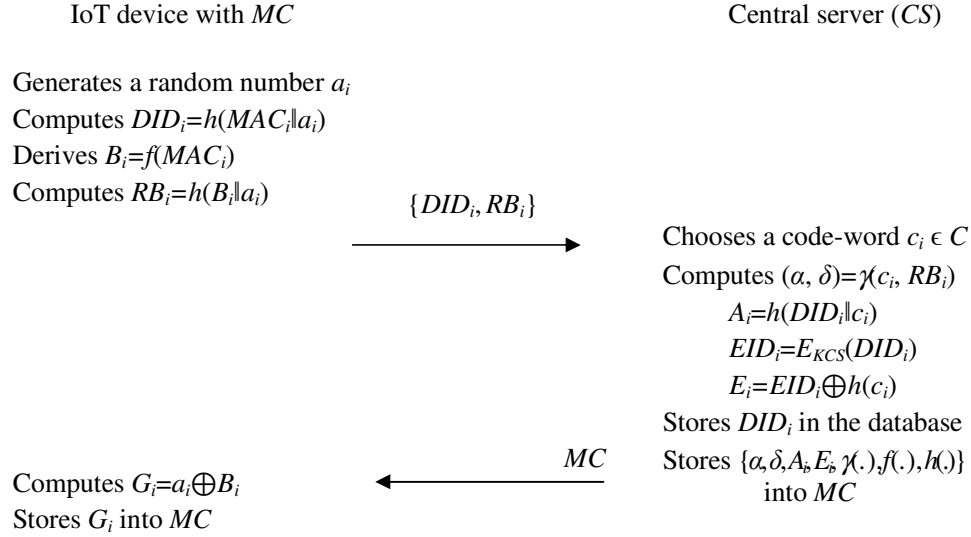 IoT device with MC
Central server (CS)
Generates a random number aᵢ
Computes DIDᵢ=h(MACᵢ‖aᵢ)
Derives Bᵢ=f(MACᵢ)
Computes RBᵢ=h(Bᵢ‖aᵢ)
{DIDᵢ, RBᵢ}
Chooses a code-word cᵢ ϵ C
Computes (α, δ)=γ(cᵢ, RBᵢ)
Aᵢ=h(DIDᵢ‖cᵢ)
EIDᵢ=E_KCS(DIDᵢ)
Eᵢ=EIDᵢ⊕h(cᵢ)
Stores DIDᵢ in the database
Stores {α,δ,Aᵢ,Eᵢ,γ(.),f(.),h(.)}
into MC
MC
Computes Gᵢ=aᵢ⊕Bᵢ
Stores Gᵢ into MC